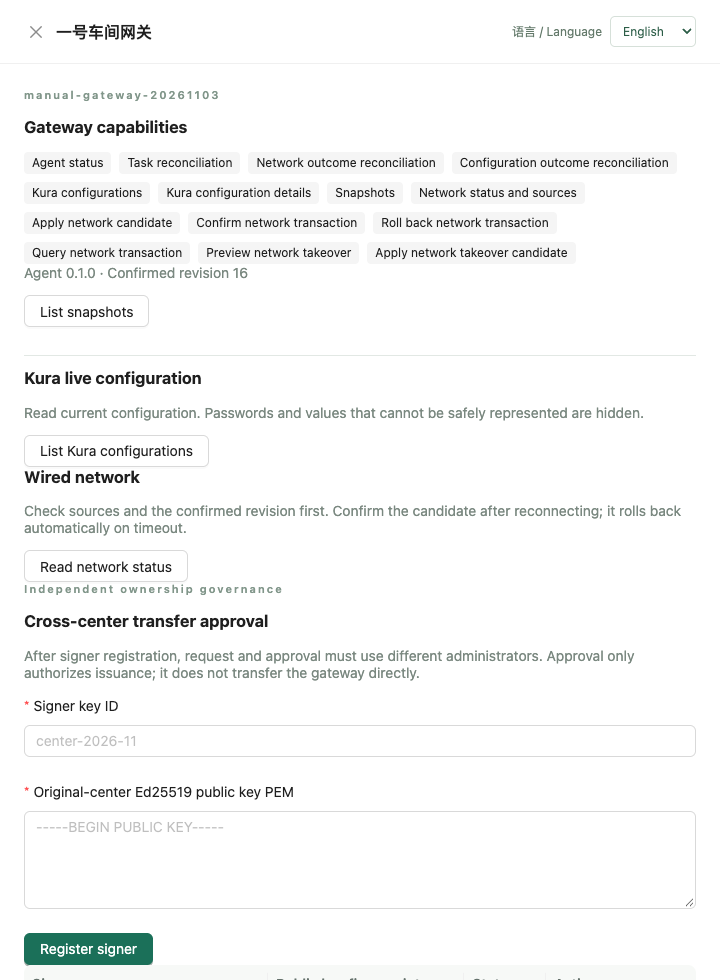 一号车间网关
语言 / Language
English
manual-gateway-20261103
Gateway capabilities
Agent status Task reconciliation Network outcome reconciliation Configuration outcome reconciliation
Kura configurations Kura configuration details Snapshots Network status and sources
Apply network candidate Confirm network transaction Roll back network transaction
Query network transaction Preview network takeover Apply network takeover candidate
Agent 0.1.0 · Confirmed revision 16
List snapshots
Kura live configuration
Read current configuration. Passwords and values that cannot be safely represented are hidden.
List Kura configurations
Wired network
Check sources and the confirmed revision first. Confirm the candidate after reconnecting; it rolls back
automatically on timeout.
Read network status
Independent ownership governance
Cross-center transfer approval
After signer registration, request and approval must use different administrators. Approval only
authorizes issuance; it does not transfer the gateway directly.
* Signer key ID
center-2026-11
* Original-center Ed25519 public key PEM
-----BEGIN PUBLIC KEY-----
Register signer